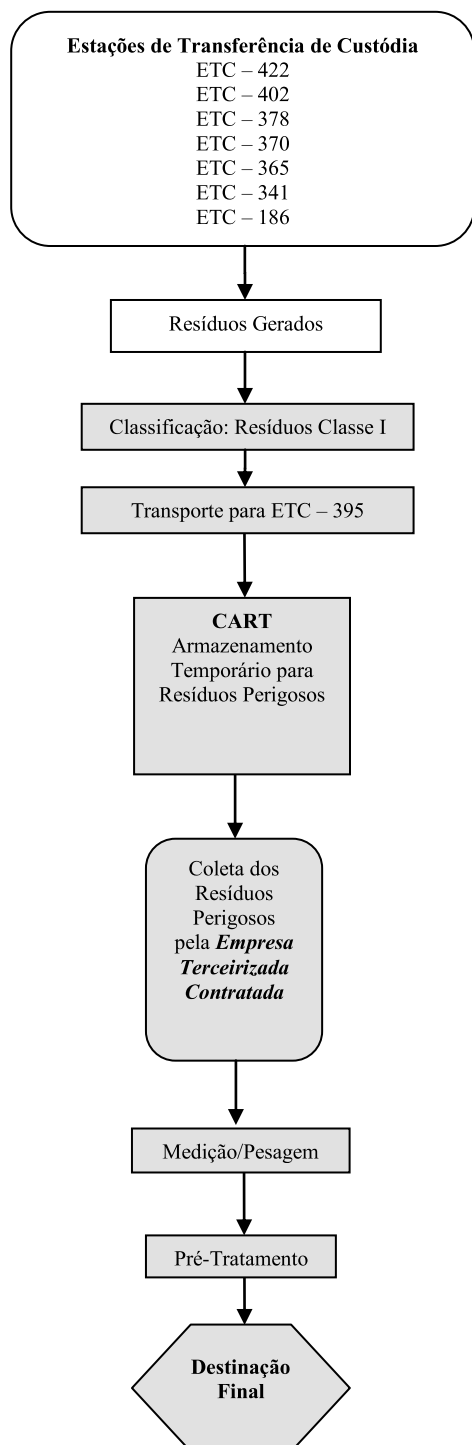 Estações de Transferência de Custódia
ETC – 422
ETC – 402
ETC – 378
ETC – 370
ETC – 365
ETC – 341
ETC – 186
Resíduos Gerados
Classificação: Resíduos Classe I
Transporte para ETC – 395
CART
Armazenamento
Temporário para
Resíduos Perigosos
Coleta dos
Resíduos
Perigosos
pela Empresa
Terceirizada
Contratada
Medição/Pesagem
Pré-Tratamento
Destinação
Final